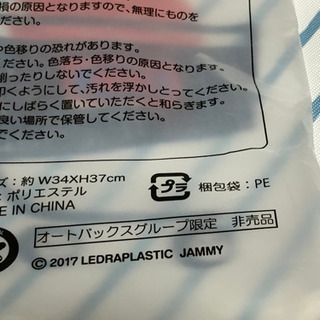 損の原因となりますので、無理にものを
や色移りの恐れがあります。
ださい。色落ち・色移りの原因となります。
削ったりしないでください。
叩くようにして、汚れを浮かしとってください。
にしばらく置いていただくと和らぎます。
良い場所で保管してください。
ズ：約 W34XH37cm
：ポリエステル
E IN CHINA
プラ 梱包袋：PE
オートバックスグループ限定 非売品
© 2017 LEDRAPLASTIC JAMMY